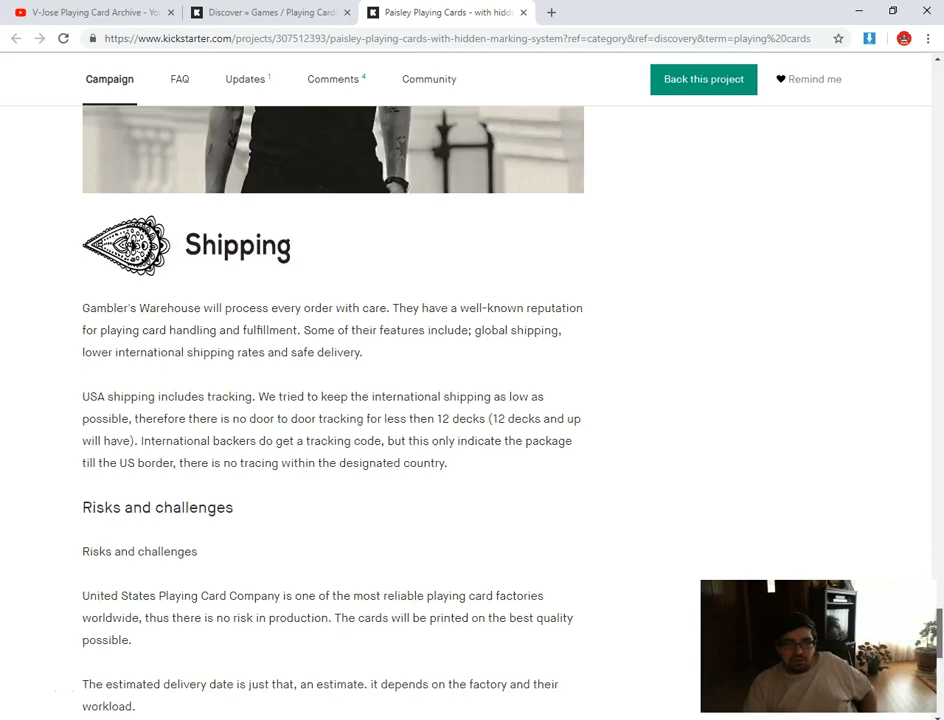 V-Jose Playing Card Archive - Yo
Discover » Games / Playing Card
Paisley Playing Cards - with hidd
https://www.kickstarter.com/projects/307512393/paisley-playing-cards-with-hidden-marking-system?ref=category&ref=discovery&term=playing%20cards
Campaign FAQ Updates 1 Comments 4 Community Back this project Remind me
Shipping
Gambler's Warehouse will process every order with care. They have a well-known reputation
for playing card handling and fulfillment. Some of their features include; global shipping,
lower international shipping rates and safe delivery.
USA shipping includes tracking. We tried to keep the international shipping as low as
possible, therefore there is no door to door tracking for less then 12 decks (12 decks and up
will have). International backers do get a tracking code, but this only indicate the package
till the US border, there is no tracing within the designated country.
Risks and challenges
Risks and challenges
United States Playing Card Company is one of the most reliable playing card factories
worldwide, thus there is no risk in production. The cards will be printed on the best quality
possible.
The estimated delivery date is just that, an estimate. it depends on the factory and their
workload.